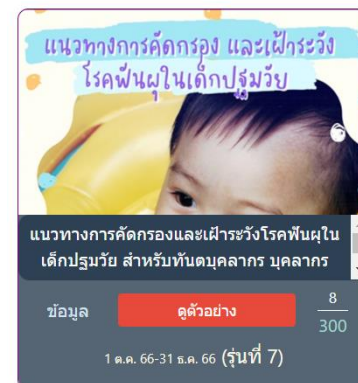 แนวทางการคัดกรอง และเฝ้าระวัง
โรคฟันผุในเด็กปฐมวัย
แนวทางการคัดกรองและเฝ้าระวังโรคฟันผุใน
เด็กปฐมวัย สำหรับทันตบุคลากร บุคลากร
ข้อมูล
ดูตัวอย่าง
8
300
1 ต.ค. 66-31 ธ.ค. 66 (รุ่นที่ 7)